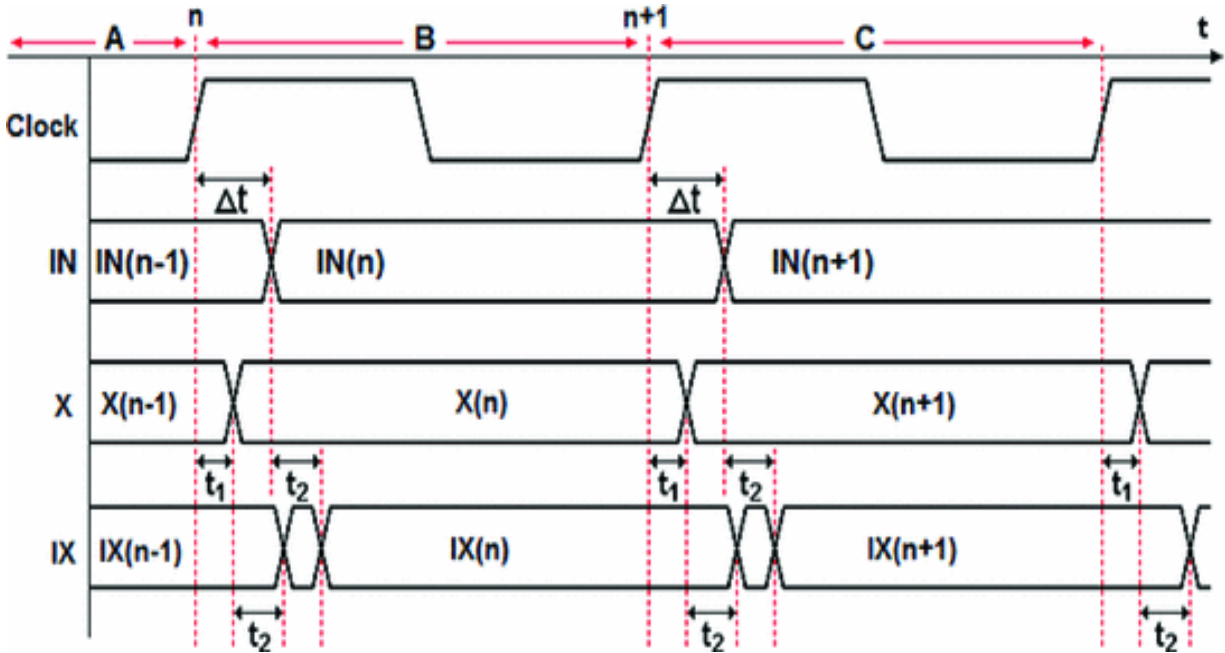 n n+1
A B C t
Clock
Δt Δt
IN IN(n-1) IN(n) IN(n+1)
X X(n-1) X(n) X(n+1)
t1 t2 t1 t2 t1
IX IX(n-1) IX(n) IX(n+1)
t2 t2 t2